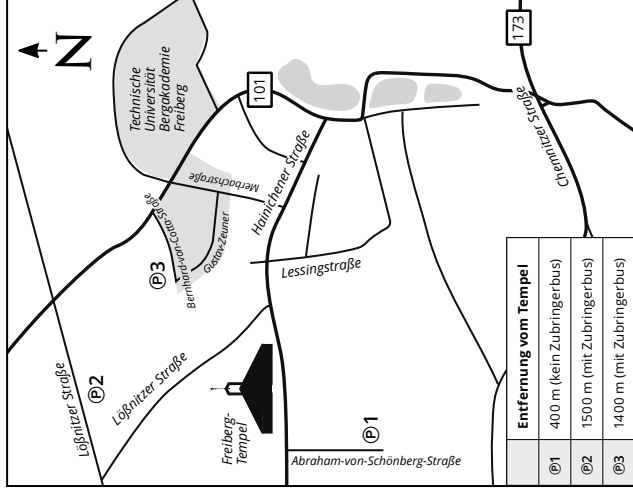 N
Technische
Universität
Bergakademie
Freiberg
101
173
Chemnitzer Straße
Hainichener Straße
Merbachstraße
Bernhard-von-Cotta-Straße
Gustav-Zeuner
P3
Lessingstraße
Lößnitzer Straße
P2
Lößnitzer Straße
Freiberg-
Tempel
P1
Abraham-von-Schönberg-Straße
Entfernung vom Tempel
P1 400 m (kein Zubringerbus)
P2 1500 m (mit Zubringerbus)
P3 1400 m (mit Zubringerbus)